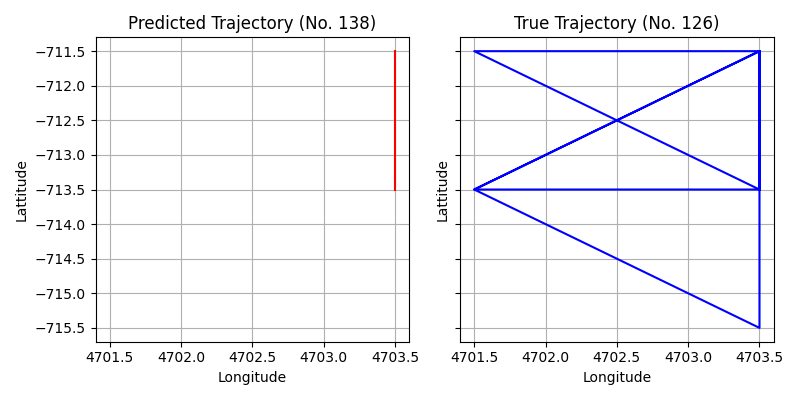 Predicted Trajectory (No. 138)
True Trajectory (No. 126)
−711.5
−712.0
−712.5
−713.0
−713.5
−714.0
−714.5
−715.0
−715.5
Lattitude
Lattitude
4701.5 4702.0 4702.5 4703.0 4703.5
4701.5 4702.0 4702.5 4703.0 4703.5
Longitude
Longitude